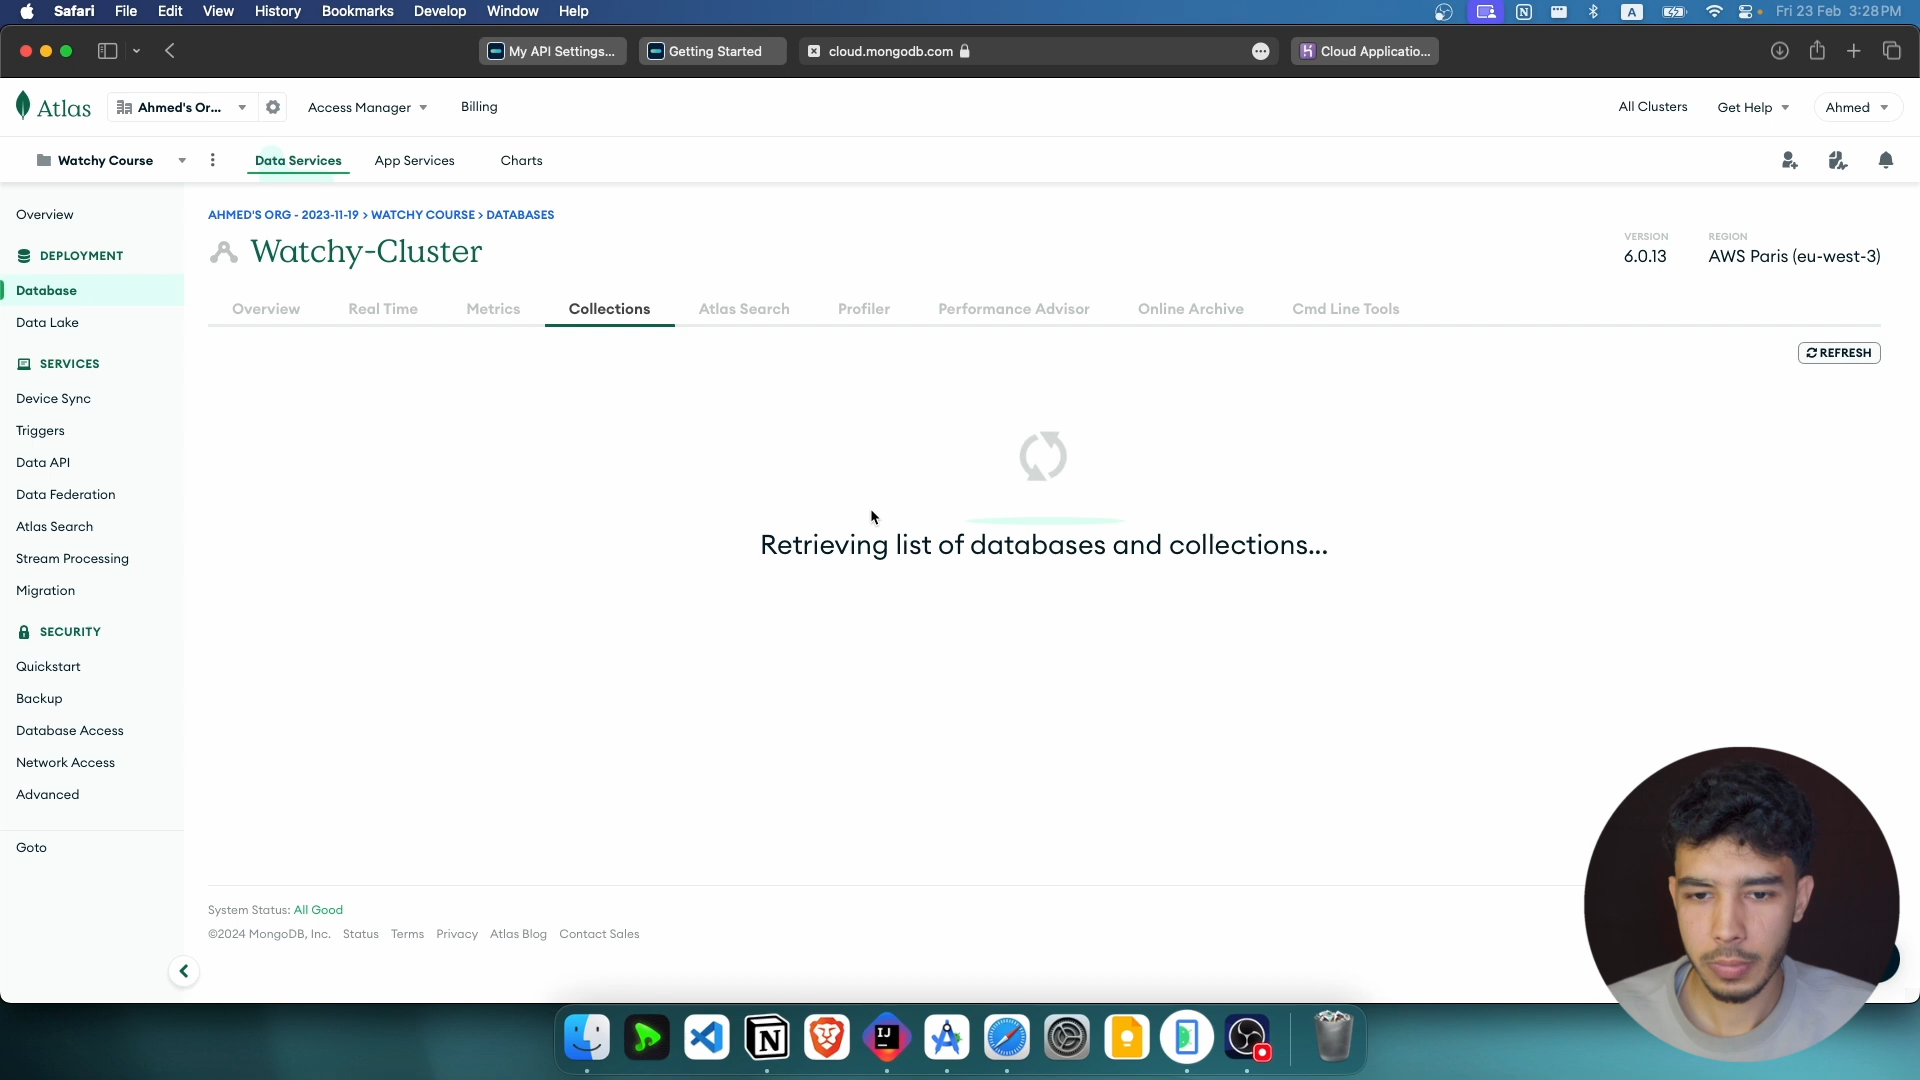 Safari File Edit View History Bookmarks Develop Window Help
A
Fri 23 Feb 3:28 PM
My API Settings...
Getting Started
cloud.mongodb.com
Cloud Applicatio...
Atlas
Ahmed's Or...
Access Manager
Billing
All Clusters
Get Help
Ahmed
Watchy Course
Data Services
App Services
Charts
Overview
DEPLOYMENT
Database
Data Lake
SERVICES
Device Sync
Triggers
Data API
Data Federation
Atlas Search
Stream Processing
Migration
SECURITY
Quickstart
Backup
Database Access
Network Access
Advanced
Goto
AHMED'S ORG - 2023-11-19 > WATCHY COURSE > DATABASES
Watchy-Cluster
VERSION
6.0.13
REGION
AWS Paris (eu-west-3)
Overview
Real Time
Metrics
Collections
Atlas Search
Profiler
Performance Advisor
Online Archive
Cmd Line Tools
REFRESH
Retrieving list of databases and collections...
System Status: All Good
©2024 MongoDB, Inc. Status Terms Privacy Atlas Blog Contact Sales